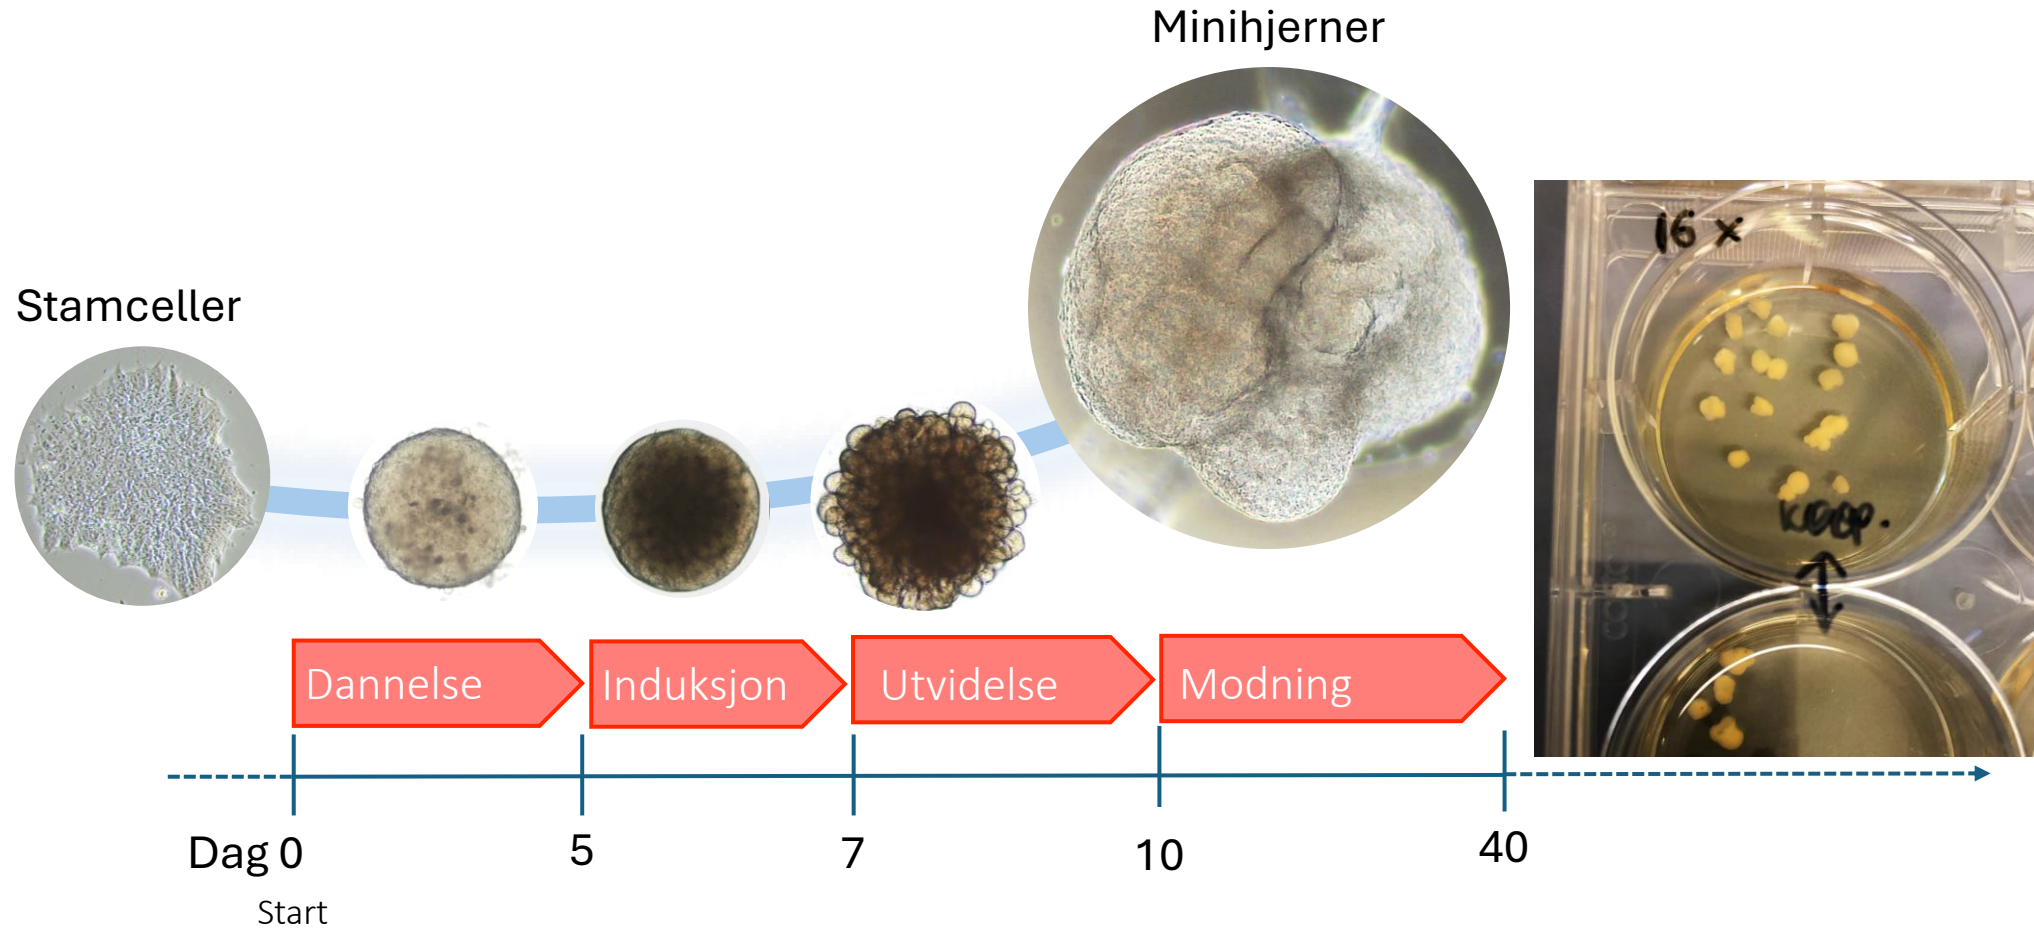 Minihjerner
Stamceller
16 x
KEEP.
Dannelse
Induksjon
Utvidelse
Modning
Dag 0
5
7
10
40
Start